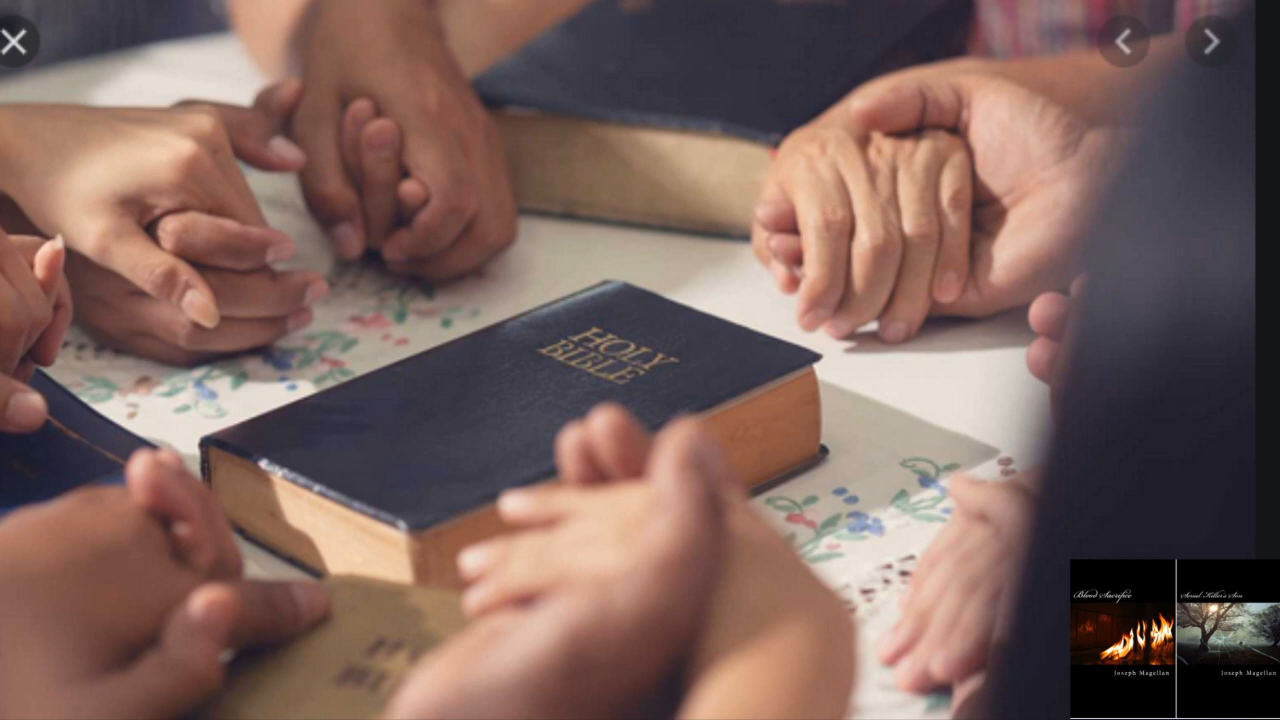 HOLY
BIBLE
Blood Sacrifice
Serial Killer's Son
Joseph Magellan
Joseph Magellan